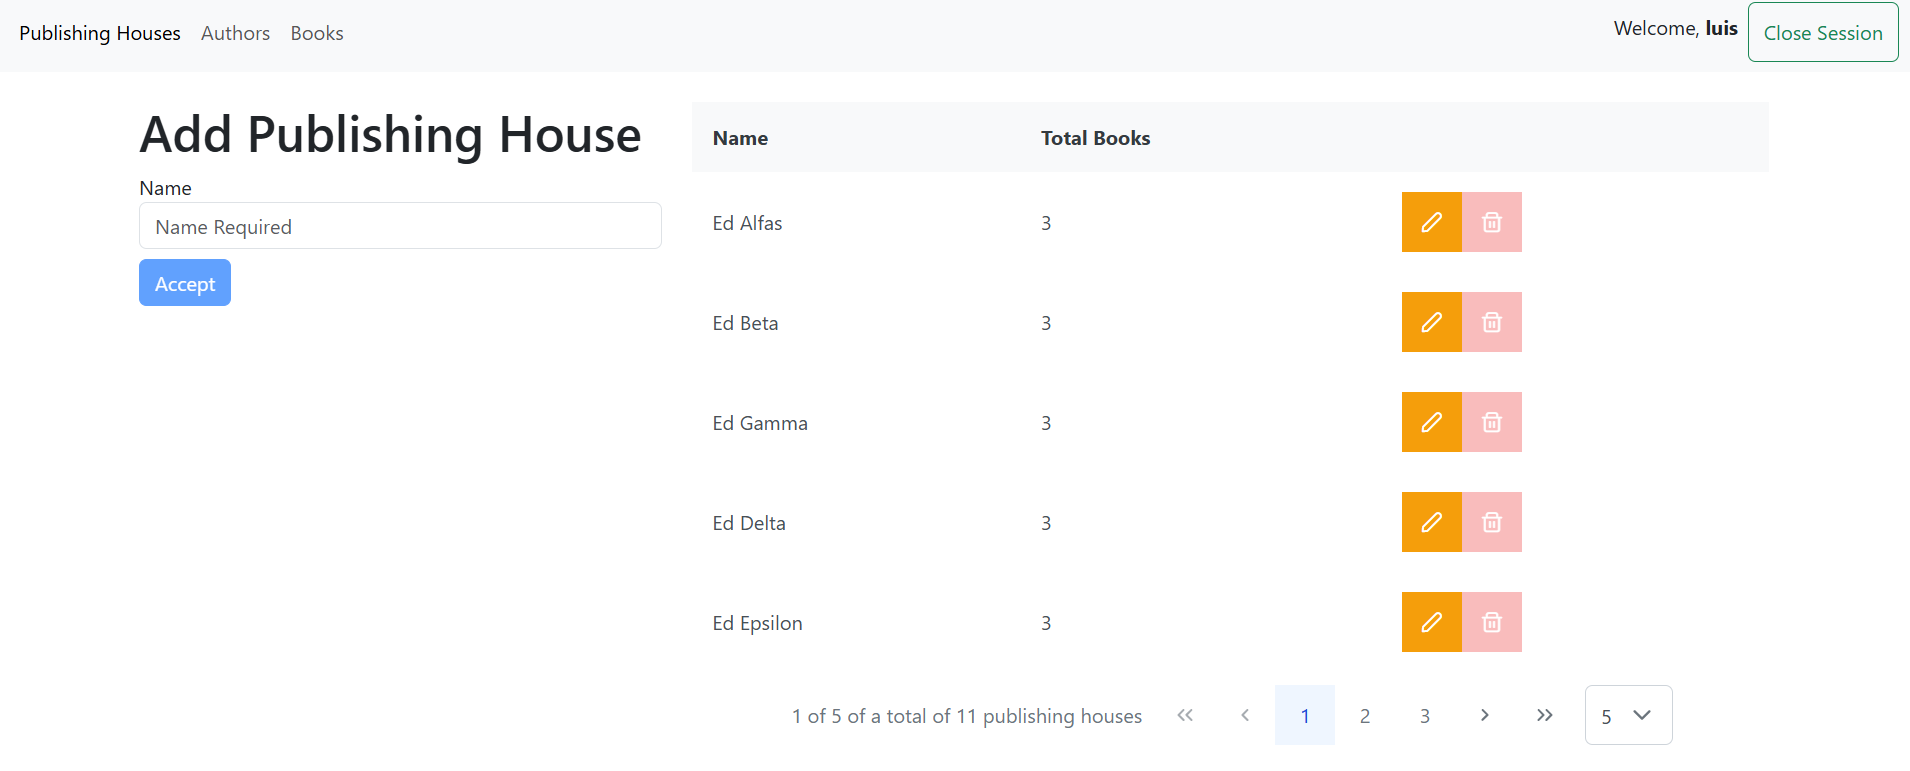 Publishing Houses Authors Books Welcome, luis Close Session
Add Publishing House
Name
Name Required
Accept
Name Total Books
Ed Alfas 3
Ed Beta 3
Ed Gamma 3
Ed Delta 3
Ed Epsilon 3
1 of 5 of a total of 11 publishing houses 1 2 3 5